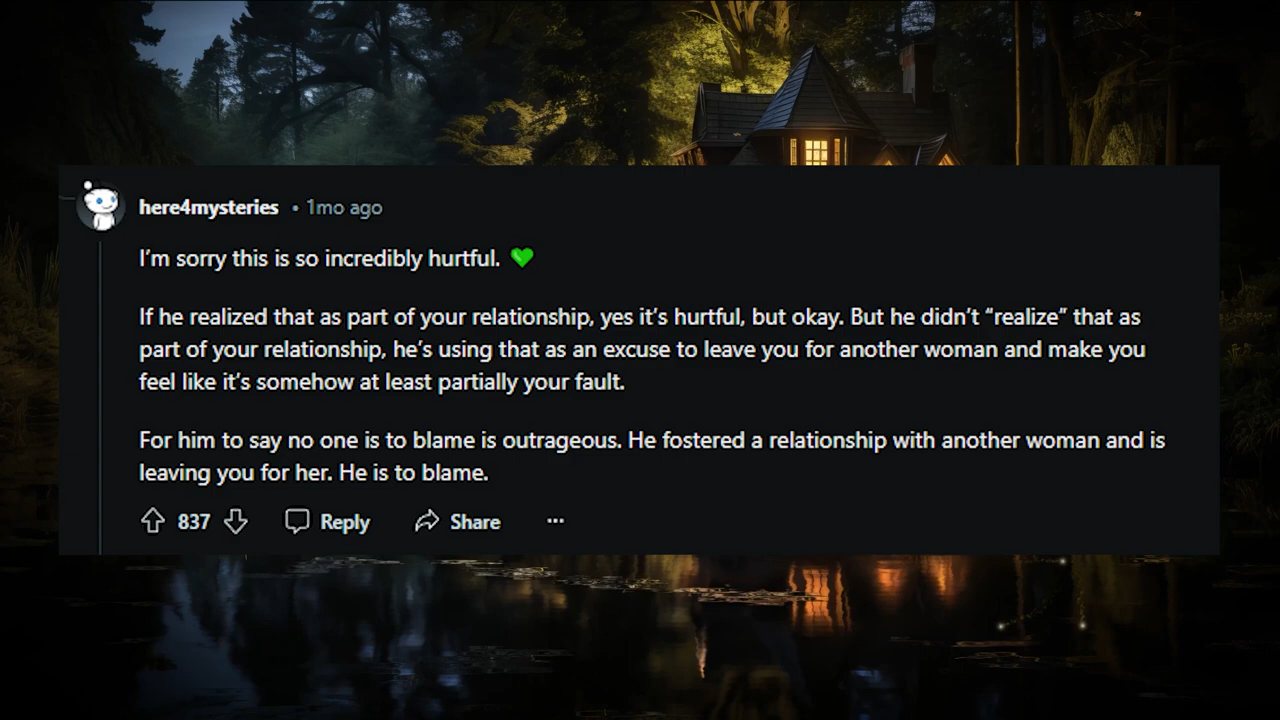 here4mysteries • 1mo ago
I’m sorry this is so incredibly hurtful. 💚
If he realized that as part of your relationship, yes it’s hurtful, but okay. But he didn’t “realize” that as
part of your relationship, he’s using that as an excuse to leave you for another woman and make you
feel like it’s somehow at least partially your fault.
For him to say no one is to blame is outrageous. He fostered a relationship with another woman and is
leaving you for her. He is to blame.
837 Reply Share ...